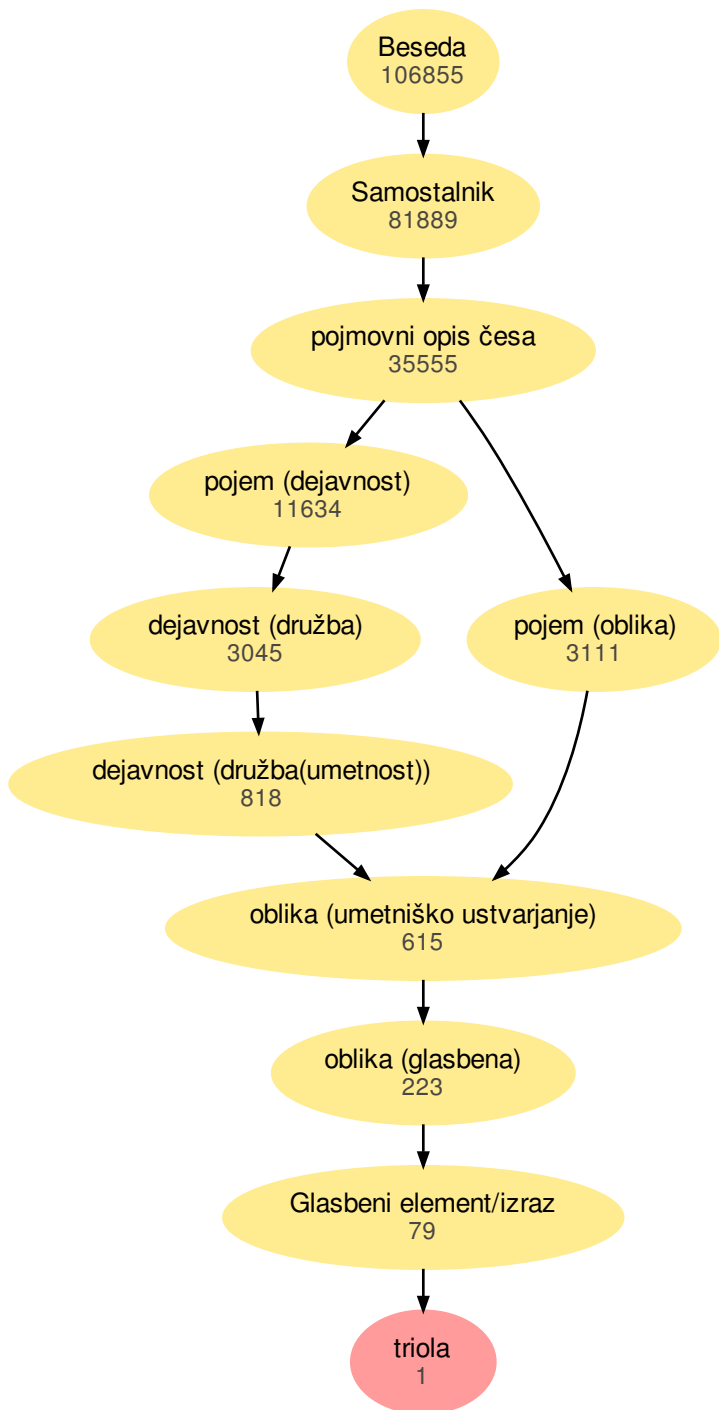 Beseda
106855
Samostalnik
81889
pojmovni opis česa
35555
pojem (dejavnost)
11634
dejavnost (družba)
3045
pojem (oblika)
3111
dejavnost (družba(umetnost))
818
oblika (umetniško ustvarjanje)
615
oblika (glasbena)
223
Glasbeni element/izraz
79
triola
1